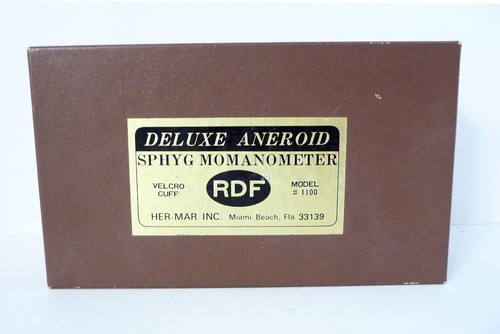 DELUXE ANEROID
SPHYG MOMANOMETER
VELCRO CUFF
RDF
MODEL # 1100
HER-MAR INC. Miami Beach, Fla 33139